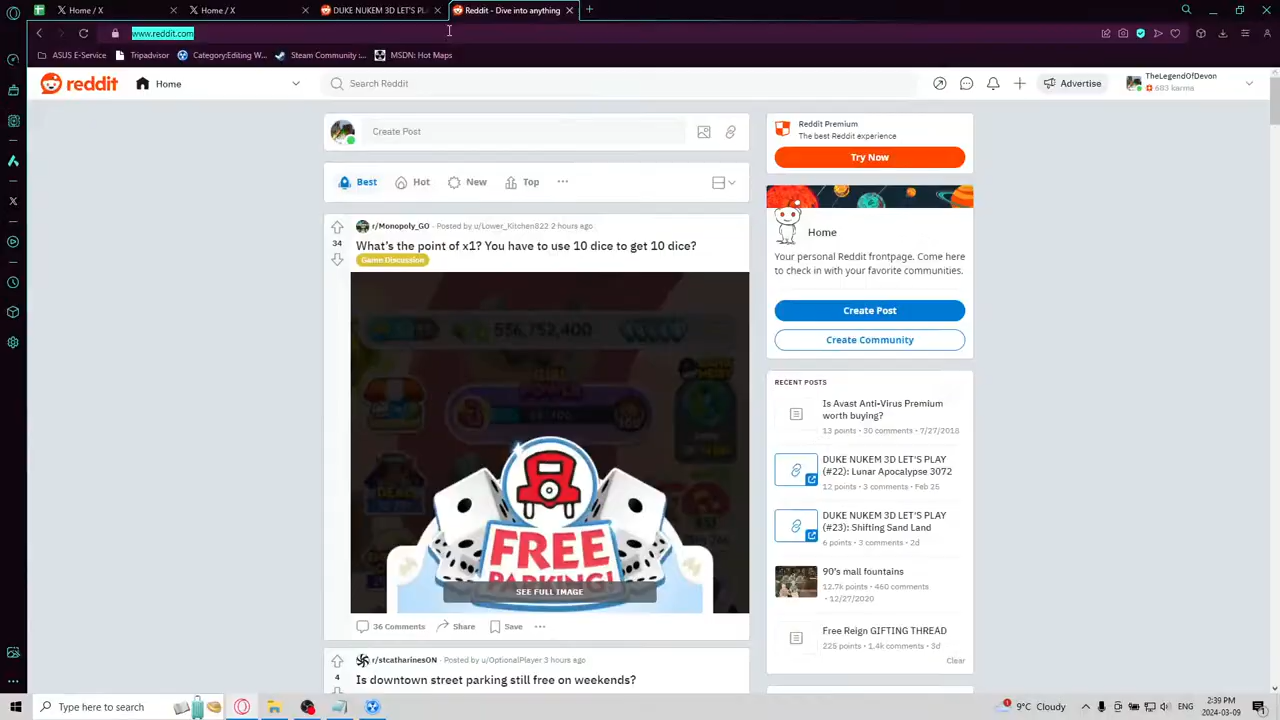 Home / X
Home / X
DUKE NUKEM 3D LET'S PL
Reddit - Dive into anything
www.reddit.com
ASUS E-Service
Tripadvisor
Category:Editing W...
Steam Community :...
MSDN: Hot Maps
reddit
Home
Search Reddit
Advertise
TheLegendOfDevon
683 karma
Create Post
Reddit Premium
The best Reddit experience
Try Now
Best
Hot
New
Top
Home
Your personal Reddit frontpage. Come here
to check in with your favorite communities.
Create Post
Create Community
r/Monopoly_GO • Posted by u/Lower_Kitchen822 2 hours ago
34
What's the point of x1? You have to use 10 dice to get 10 dice?
Game Discussion
556,752,400
FREE
PARKING!
SEE FULL IMAGE
36 Comments
Share
Save
RECENT POSTS
Is Avast Anti-Virus Premium
worth buying?
13 points • 30 comments • 7/27/2018
DUKE NUKEM 3D LET'S PLAY
(#22): Lunar Apocalypse 3072
12 points • 3 comments • Feb 25
DUKE NUKEM 3D LET'S PLAY
(#23): Shifting Sand Land
6 points • 3 comments • 2d
90's mall fountains
12.7k points • 460 comments
• 12/27/2020
Free Reign GIFTING THREAD
225 points • 1.4k comments • 3d
Clear
r/stcatharinesON • Posted by u/OptionalPlayer 3 hours ago
4
Is downtown street parking still free on weekends?
Type here to search
9°C Cloudy
ENG
2:39 PM
2024-03-09